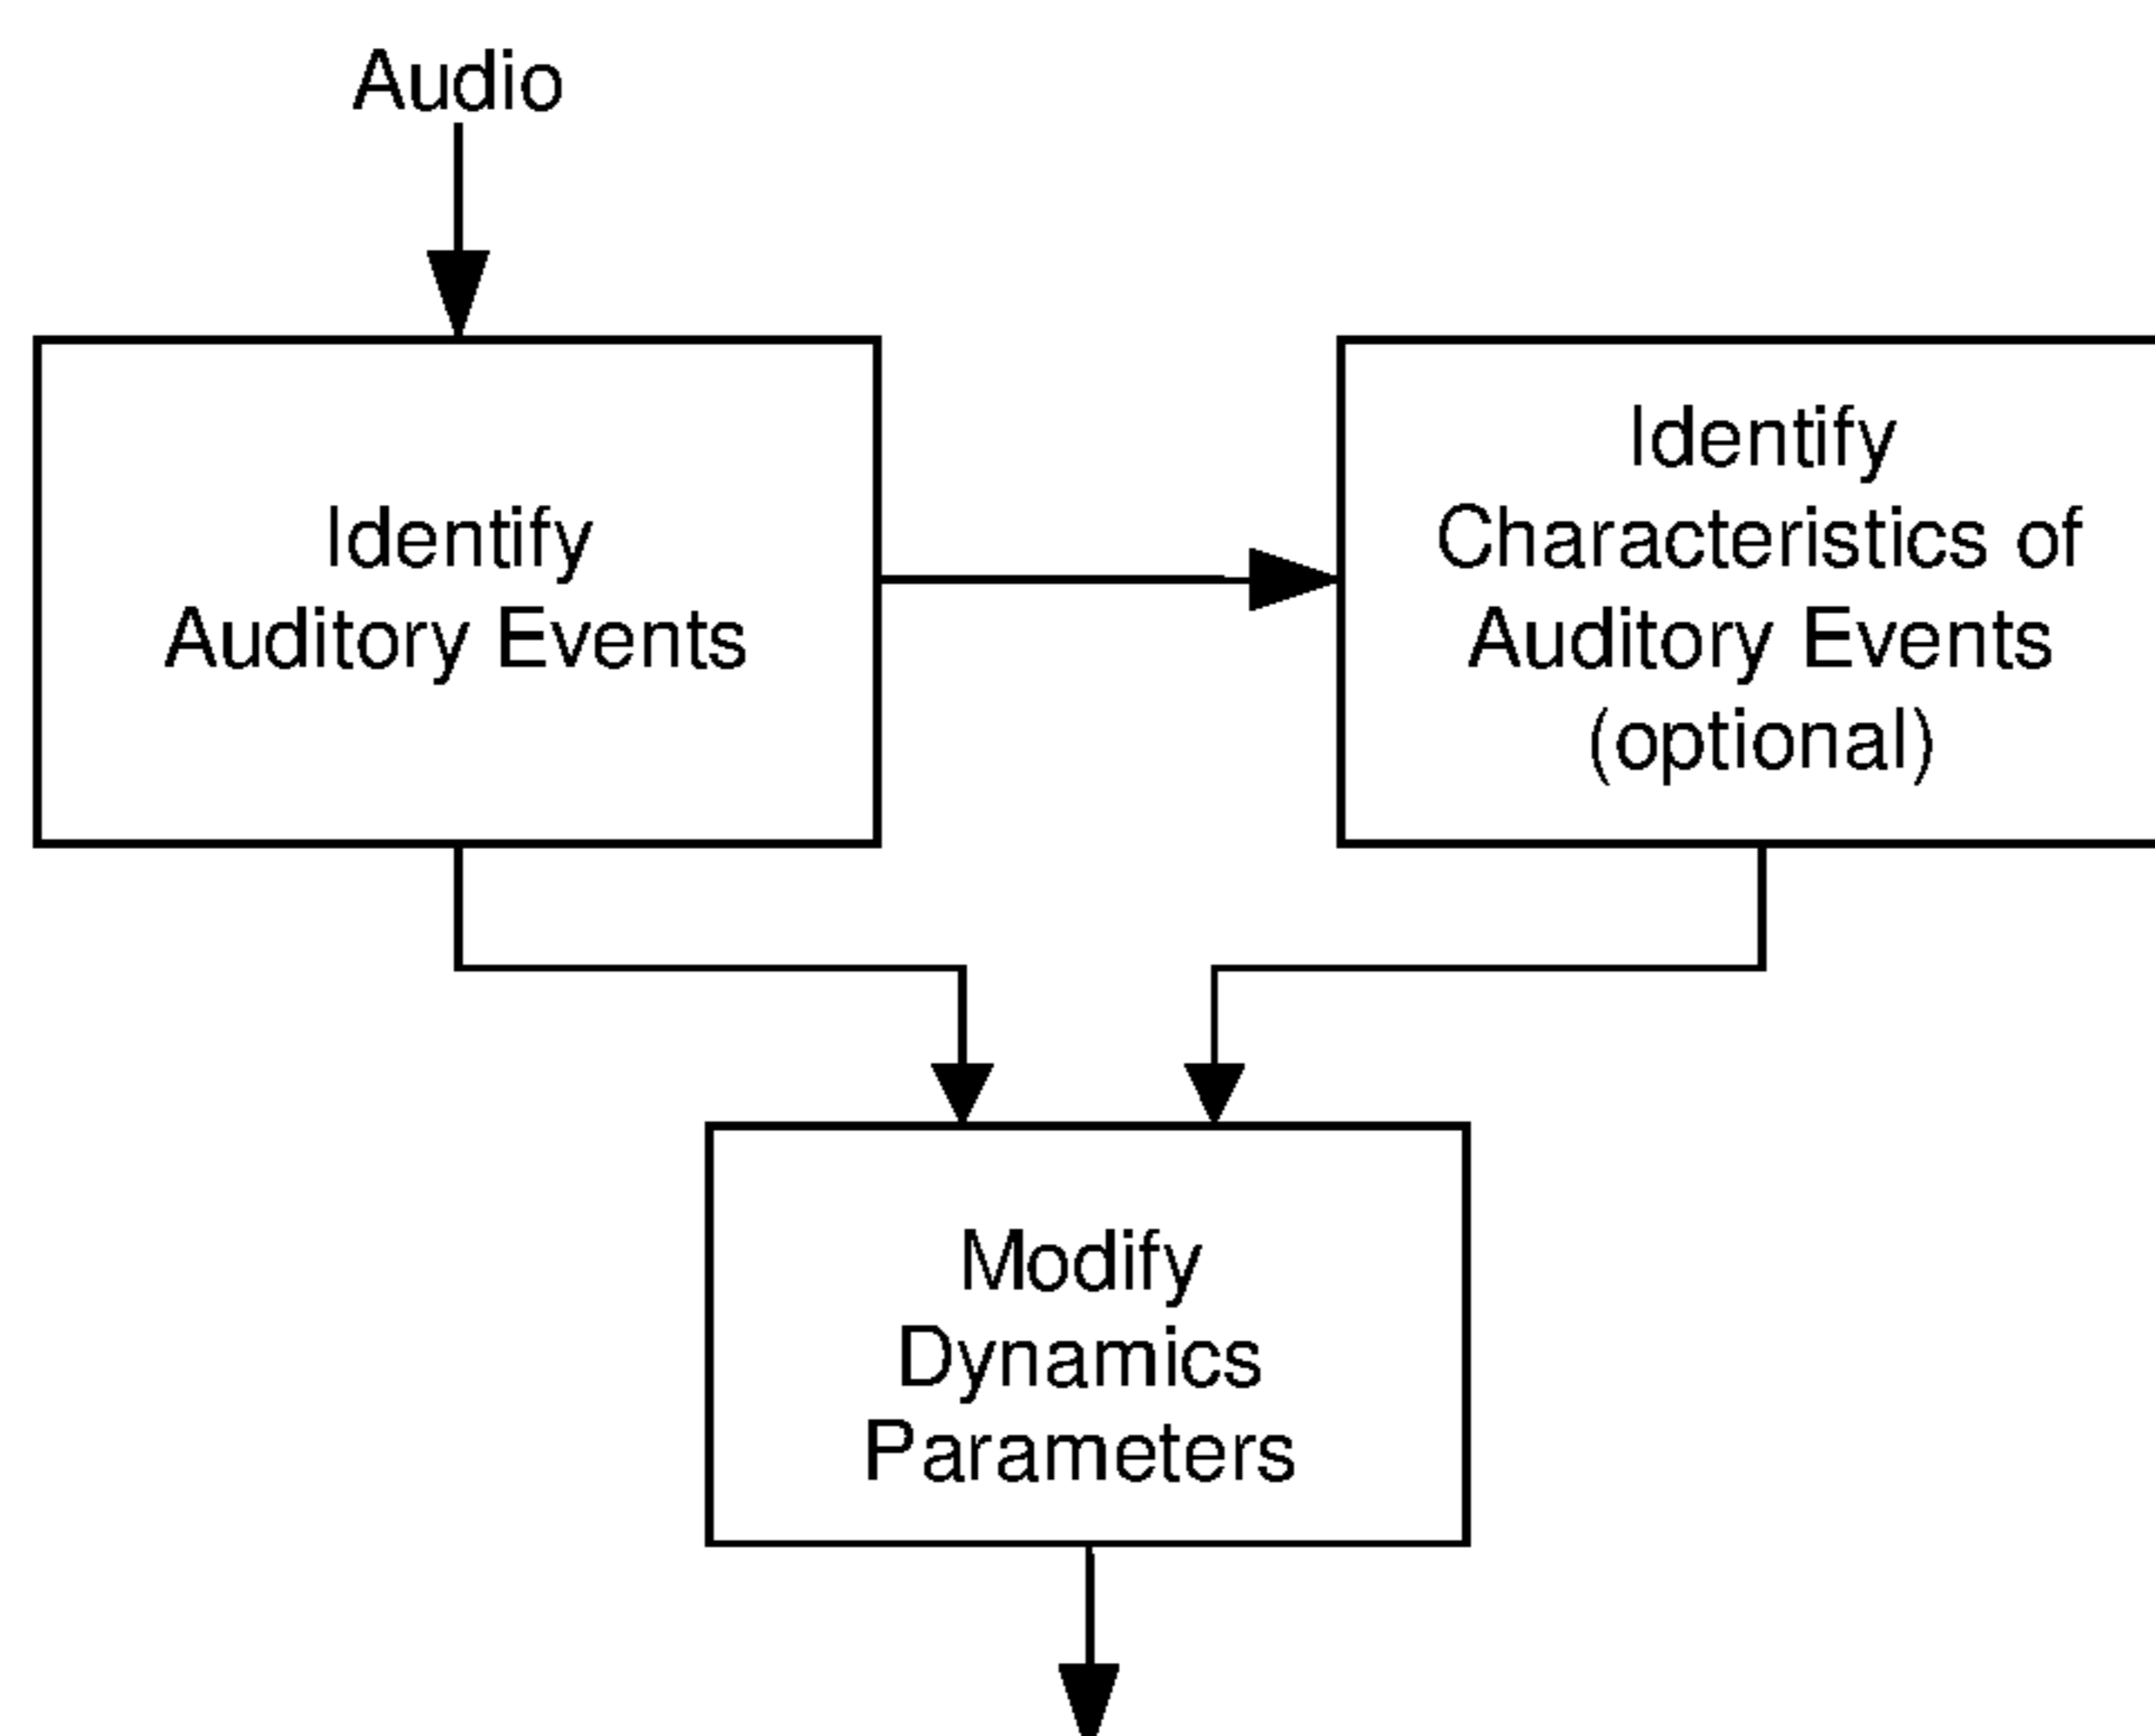 Audio
Identify
Auditory Events
Identify
Characteristics of
Auditory Events
(optional)
Modify
Dynamics
Parameters